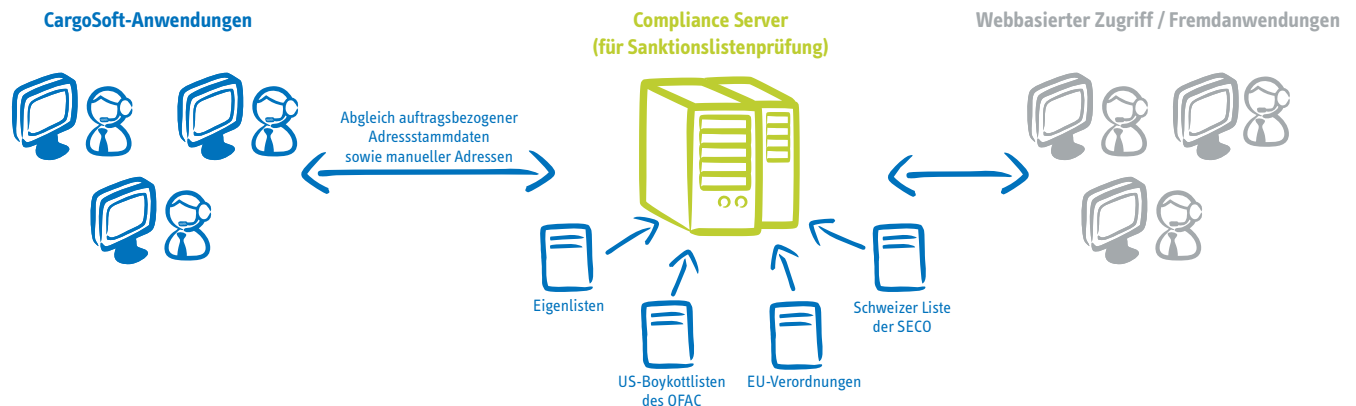 CargoSoft-Anwendungen
Compliance Server
(für Sanktionslistenprüfung)
Webbasierter Zugriff / Fremdanwendungen
Abgleich auftragsbezogener
Adressstammdaten
sowie manueller Adressen
Eigenlisten
US-Boykottlisten
des OFAC
EU-Verordnungen
Schweizer Liste
der SECO